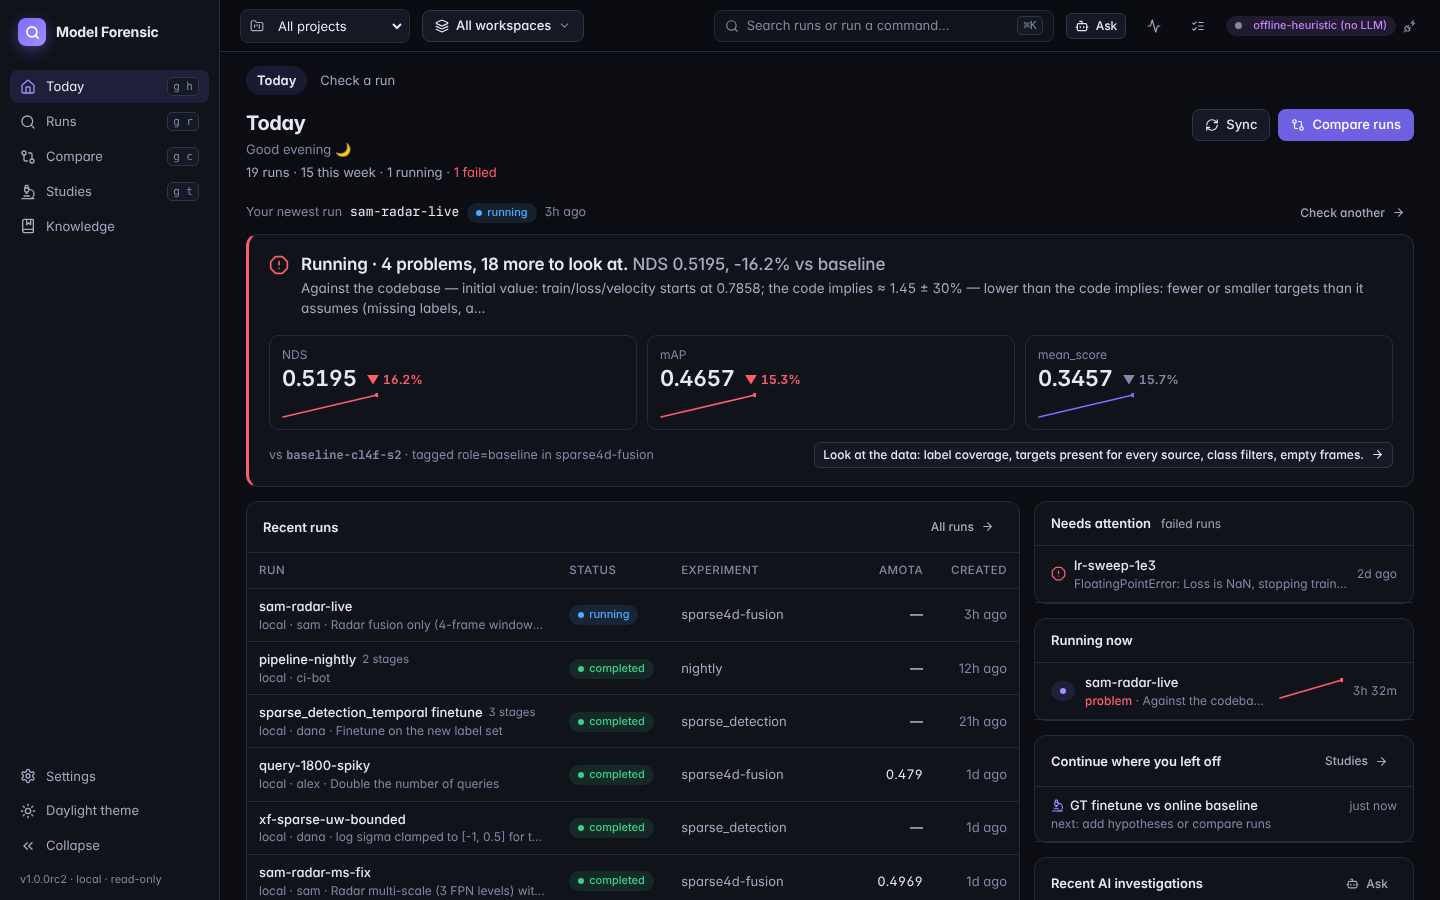 Model Forensic
All projects
All workspaces
Search runs or run a command...
⌘K
Ask
offline-heuristic (no LLM)
Today
g h
Runs
g r
Compare
g c
Studies
g t
Knowledge
Today
Check a run
Today
Good evening 🌙
19 runs · 15 this week · 1 running · 1 failed
Sync
Compare runs
Your newest run sam-radar-live running 3h ago
Check another →
Running · 4 problems, 18 more to look at. NDS 0.5195, -16.2% vs baseline
Against the codebase — initial value: train/loss/velocity starts at 0.7858; the code implies ≈ 1.45 ± 30% — lower than the code implies: fewer or smaller targets than it
assumes (missing labels, a...
NDS
0.5195 ▼ 16.2%
mAP
0.4657 ▼ 15.3%
mean_score
0.3457 ▼ 15.7%
vs baseline-cl4f-s2 · tagged role=baseline in sparse4d-fusion
Look at the data: label coverage, targets present for every source, class filters, empty frames. →
Recent runs
All runs →
RUN STATUS EXPERIMENT AMOTA CREATED
sam-radar-live
local · sam · Radar fusion only (4-frame window...
running sparse4d-fusion — 3h ago
pipeline-nightly 2 stages
local · ci-bot
completed nightly — 12h ago
sparse_detection_temporal finetune 3 stages
local · dana · Finetune on the new label set
completed sparse_detection — 21h ago
query-1800-spiky
local · alex · Double the number of queries
completed sparse4d-fusion 0.479 1d ago
xf-sparse-uw-bounded
local · dana · log sigma clamped to [-1, 0.5] for t...
completed sparse_detection — 1d ago
sam-radar-ms-fix
local · sam · Radar multi-scale (3 FPN levels) wit...
completed sparse4d-fusion 0.4969 1d ago
Needs attention failed runs
lr-sweep-1e3
FloatingPointError: Loss is NaN, stopping train...
2d ago
Running now
sam-radar-live
problem · Against the codeba...
3h 32m
Continue where you left off
Studies →
GT finetune vs online baseline
just now
next: add hypotheses or compare runs
Recent AI investigations
Ask
Settings
Daylight theme
Collapse
v1.0.0rc2 · local · read-only